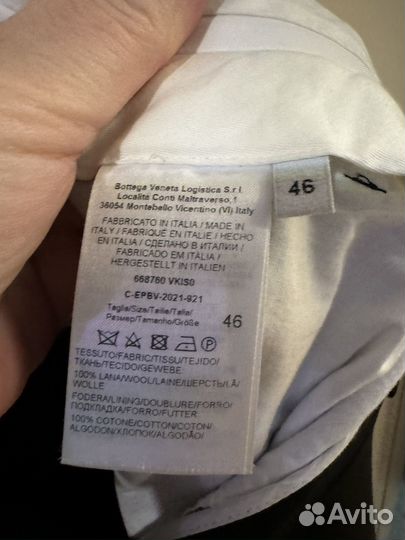 Bottega Veneta Logistica S.r.l.
Località Conti Maltraverso,1
36054 Montebello Vicentino (VI) Italy
FABBRICATO IN ITALIA / MADE IN
ITALY / FABRIQUÉ EN ITALIE / HECHO
EN ITALIA / СДЕЛАНО В ИТАЛИИ /
FABRICADO EM ITÁLIA /
HERGESTELLT IN ITALIEN
668760 VKIS0
C-EPBV-2021-921
Taglia/Size/Taille/Talla/
Размер/Tamanho/Größe
46
TESSUTO/FABRIC/TISSU/TEJIDO/
ТКАНЬ/TECIDO/GEWEBE
100% LANA/WOOL/LAINE/ШЕРСТЬ/LÃ/
WOLLE
FODERA/LINING/DOUBLURE/FORRO/
ПОДКЛАДКА/FORRO/FUTTER
100% COTONE/COTTON/COTON/
ALGODÓN/ХЛОПОК/ALGODÃO/
46
Avito